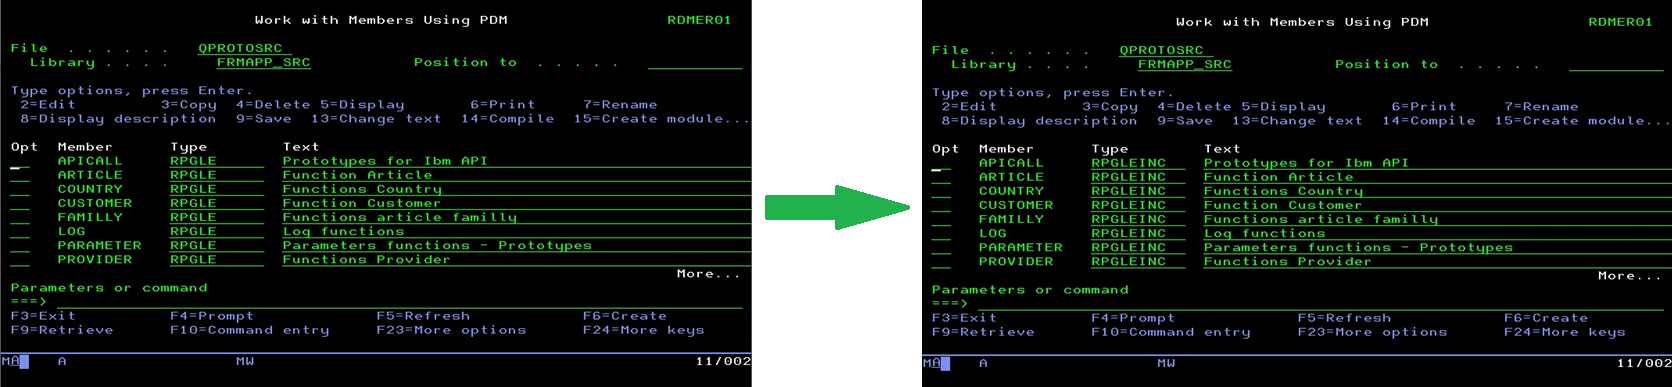 Work with Members Using PDM RDMER01
File . . . . . . QPROTOSRC
Library . . . . FRMAPP_SRC Position to . . . . .
Type options, press Enter.
2=Edit 3=Copy 4=Delete 5=Display 6=Print 7=Rename
8=Display description 9=Save 13=Change text 14=Compile 15=Create module...
Opt Member Type Text
APICALL RPGLE Prototypes for Ibm API
ARTICLE RPGLE Function Article
COUNTRY RPGLE Functions Country
CUSTOMER RPGLE Function Customer
FAMILLY RPGLE Functions article familly
LOG RPGLE Log functions
PARAMETER RPGLE Parameters functions - Prototypes
PROVIDER RPGLE Functions Provider
More...
Parameters or command
===>
F3=Exit F4=Prompt F5=Refresh F6=Create
F9=Retrieve F10=Command entry F23=More options F24=More keys
MA A MW 11/002
Work with Members Using PDM RDMER01
File . . . . . . QPROTOSRC
Library . . . . FRMAPP_SRC Position to . . . . .
Type options, press Enter.
2=Edit 3=Copy 4=Delete 5=Display 6=Print 7=Rename
8=Display description 9=Save 13=Change text 14=Compile 15=Create module...
Opt Member Type Text
APICALL RPGLEINC Prototypes for Ibm API
ARTICLE RPGLEINC Function Article
COUNTRY RPGLEINC Functions Country
CUSTOMER RPGLEINC Function Customer
FAMILLY RPGLEINC Functions article familly
LOG RPGLEINC Log functions
PARAMETER RPGLEINC Parameters functions - Prototypes
PROVIDER RPGLEINC Functions Provider
More...
Parameters or command
===>
F3=Exit F4=Prompt F5=Refresh F6=Create
F9=Retrieve F10=Command entry F23=More options F24=More keys
MA A MW 11/002